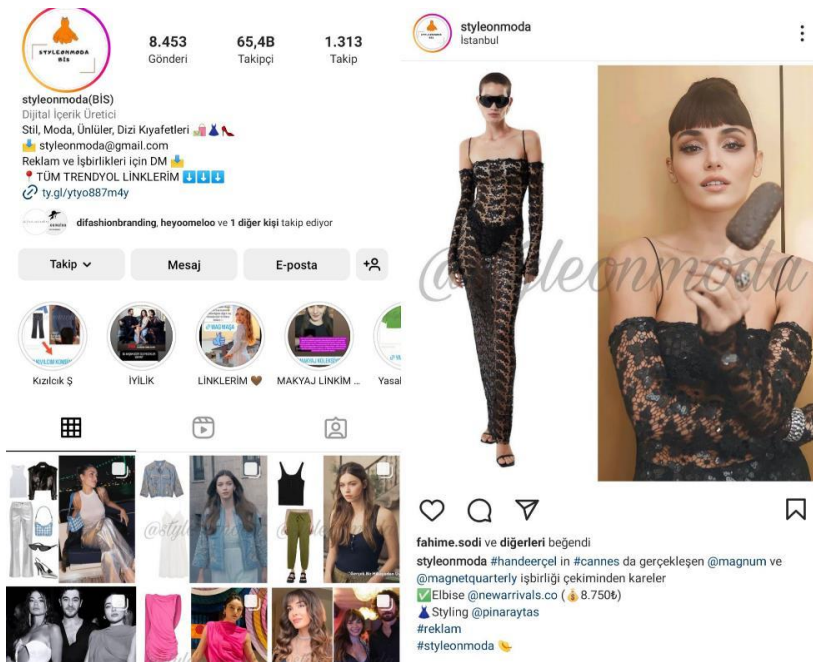 STYLEONMODA
BİS
8.453
65,4B
1.313
Gönderi
Takipçi
Takip
styleonmoda(BİS)
Dijital İçerik Üretici
Stil, Moda, Ünlüler, Dizi Kıyafetleri 🛍️👗👠
📩 styleonmoda@gmail.com
Reklam ve İşbirlikleri için DM 📩
📍TÜM TRENDYOL LİNKLERİM ⬇️⬇️⬇️
ty.gl/ytyo887m4y
difashionbranding, heyoomeloo ve 1 diğer kişi takip ediyor
Takip
Mesaj
E-posta
Kızılcık Ş
İYİLİK
LİNKLERİM 🤎
MAKYAJ LİNKİM ...
Yasal
styleonmoda
İstanbul
@styleonmoda
fahime.sodi ve diğerleri beğendi
styleonmoda #handeerçel in #cannes da gerçekleşen @magnum ve
@magnetquarterly işbirliği çekiminden kareler
✅Elbise @newarrivals.co (💰8.750₺)
👗Styling @pinaraytas
#reklam
#styleonmoda 🫰